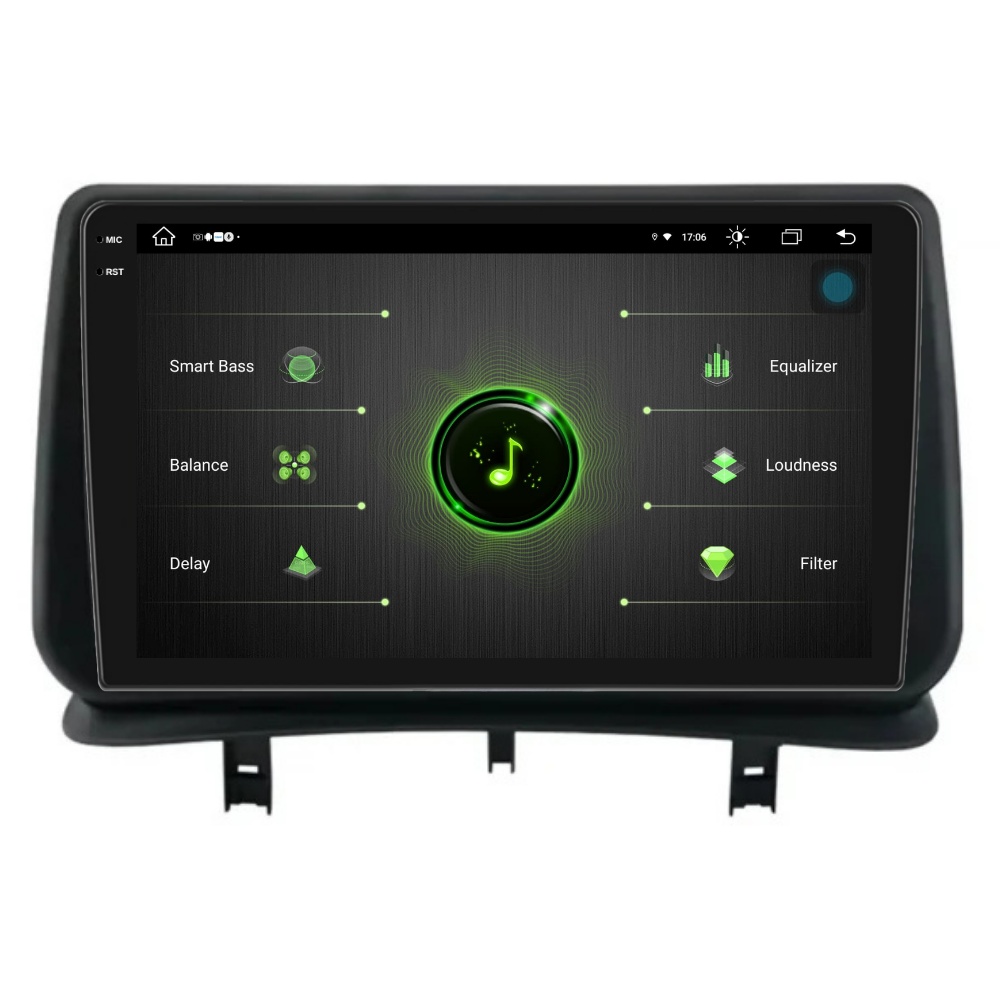 MIC
17:06
RST
Smart Bass
Equalizer
Balance
Loudness
Delay
Filter